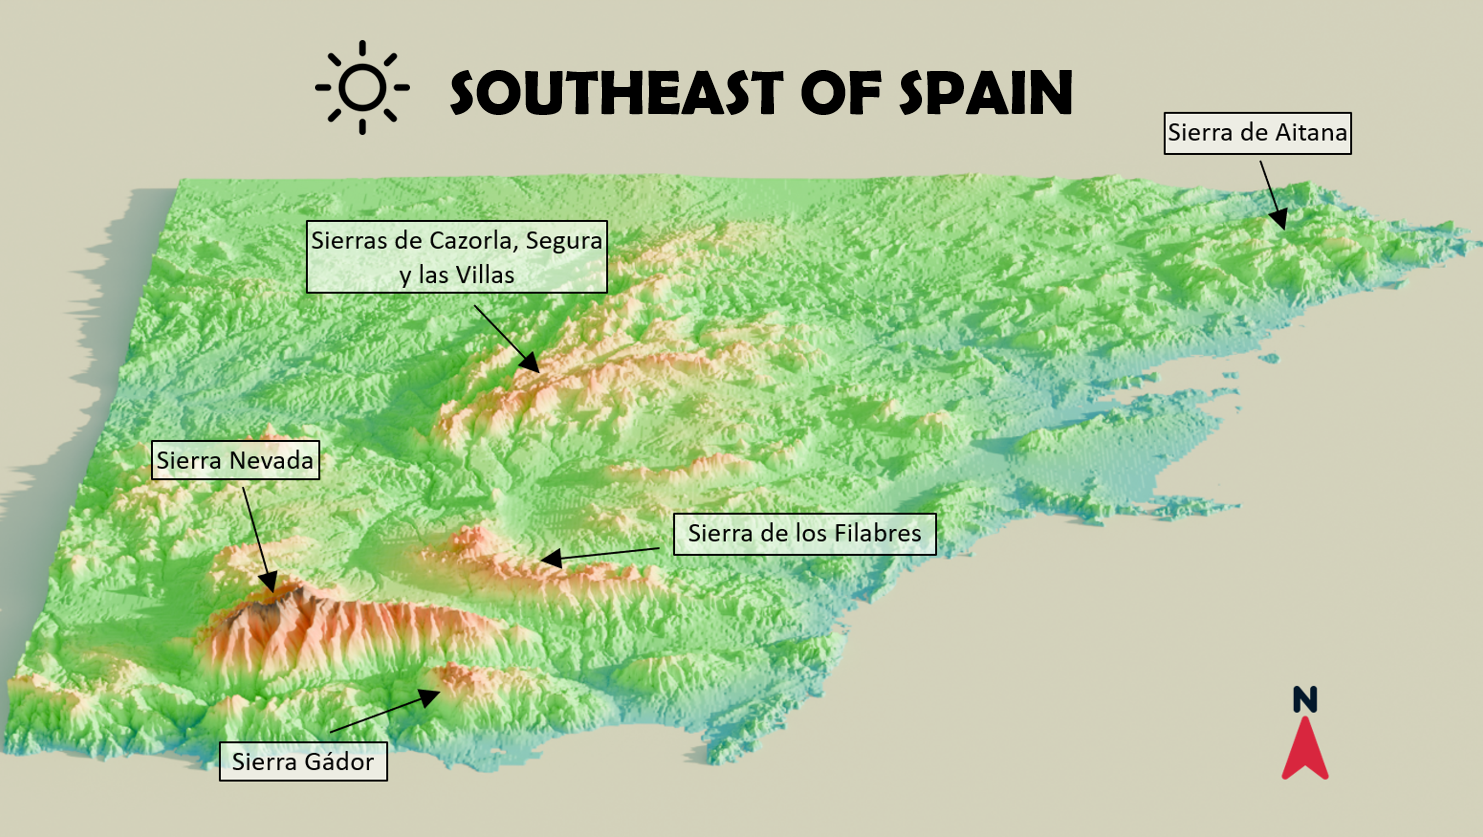 SOUTHEAST OF SPAIN
Sierra de Aitana
Sierras de Cazorla, Segura
y las Villas
Sierra Nevada
Sierra de los Filabres
Sierra Gádor
N